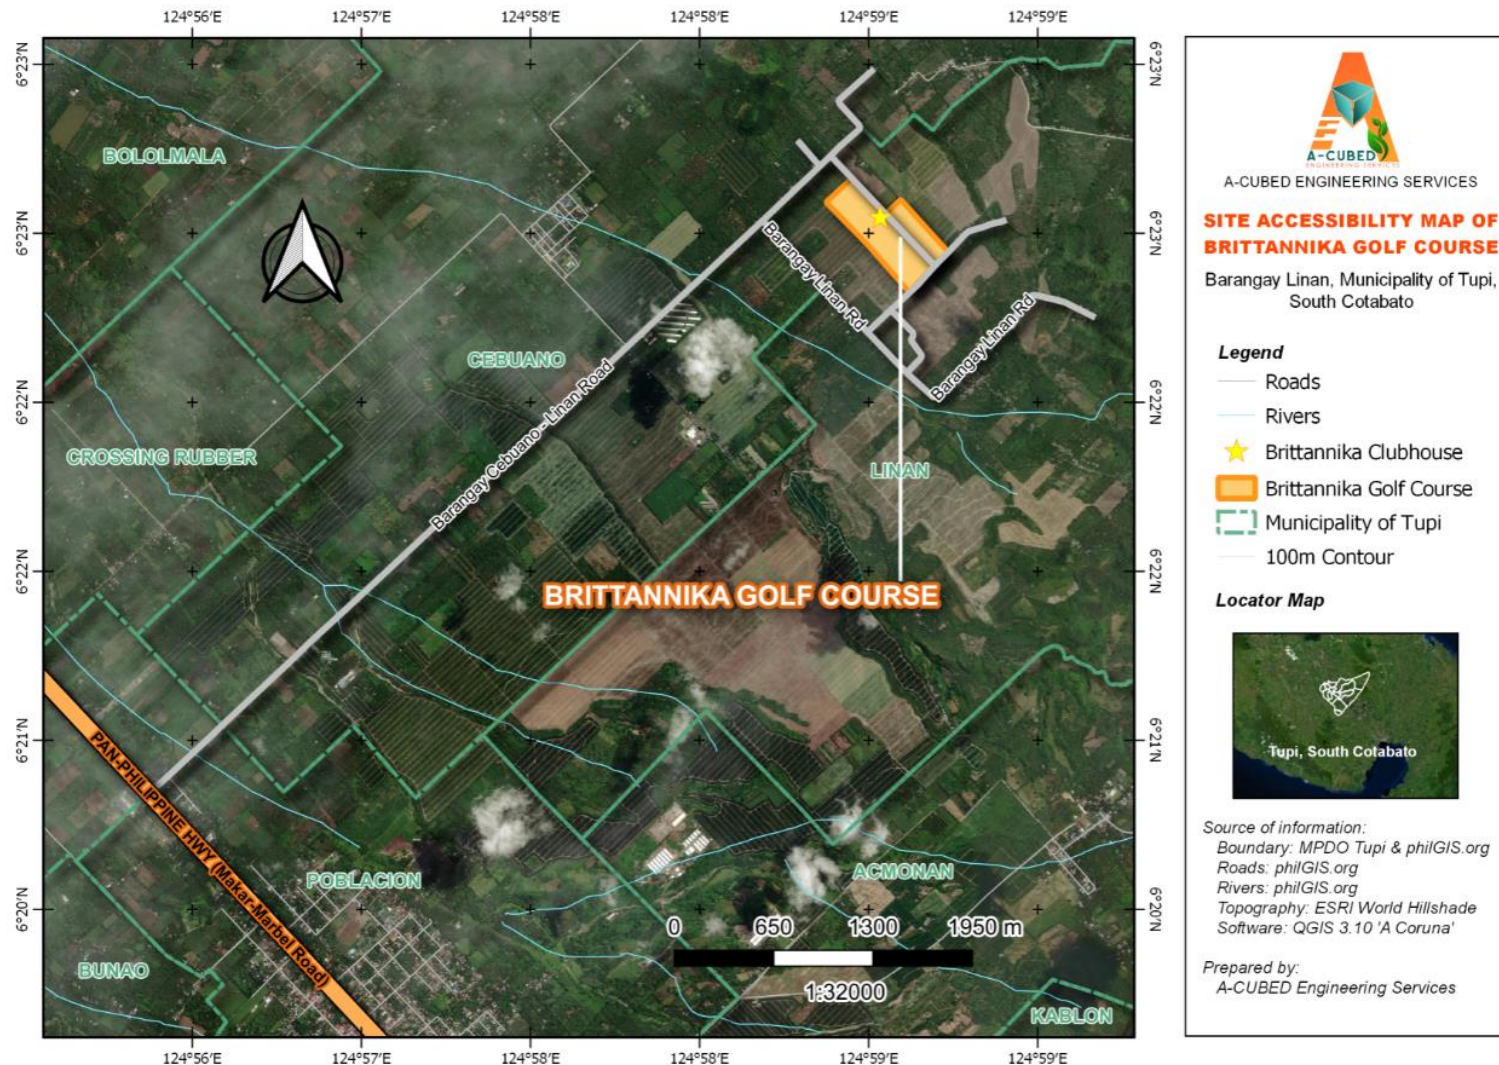 124°56'E 124°57'E 124°58'E 124°58'E 124°59'E 124°59'E
6°23'N
6°23'N
6°22'N
6°22'N
6°21'N
6°20'N
BOLOLMALA
CEBUANO
CROSSING RUBBER
LINAN
Barangay Linan Rd
Barangay Linan Rd
Barangay Cebuano - Linan Road
BRITTANNIKA GOLF COURSE
PAN-PHILIPPINE HWY (Makar-Marbel Road)
POBLACION
ACMONAN
BUNAO
KABLON
0 650 1300 1950 m
1:32000
6°23'N
6°23'N
6°22'N
6°22'N
6°21'N
6°20'N
124°56'E 124°57'E 124°58'E 124°58'E 124°59'E 124°59'E
E
A-CUBED
ENGINEERING SERVICES
A-CUBED ENGINEERING SERVICES
SITE ACCESSIBILITY MAP OF
BRITTANNIKA GOLF COURSE
Barangay Linan, Municipality of Tupi,
South Cotabato
Legend
Roads
Rivers
Brittannika Clubhouse
Brittannika Golf Course
Municipality of Tupi
100m Contour
Locator Map
Tupi, South Cotabato
Source of information:
Boundary: MPDO Tupi & philGIS.org
Roads: philGIS.org
Rivers: philGIS.org
Topography: ESRI World Hillshade
Software: QGIS 3.10 'A Coruna'
Prepared by:
A-CUBED Engineering Services